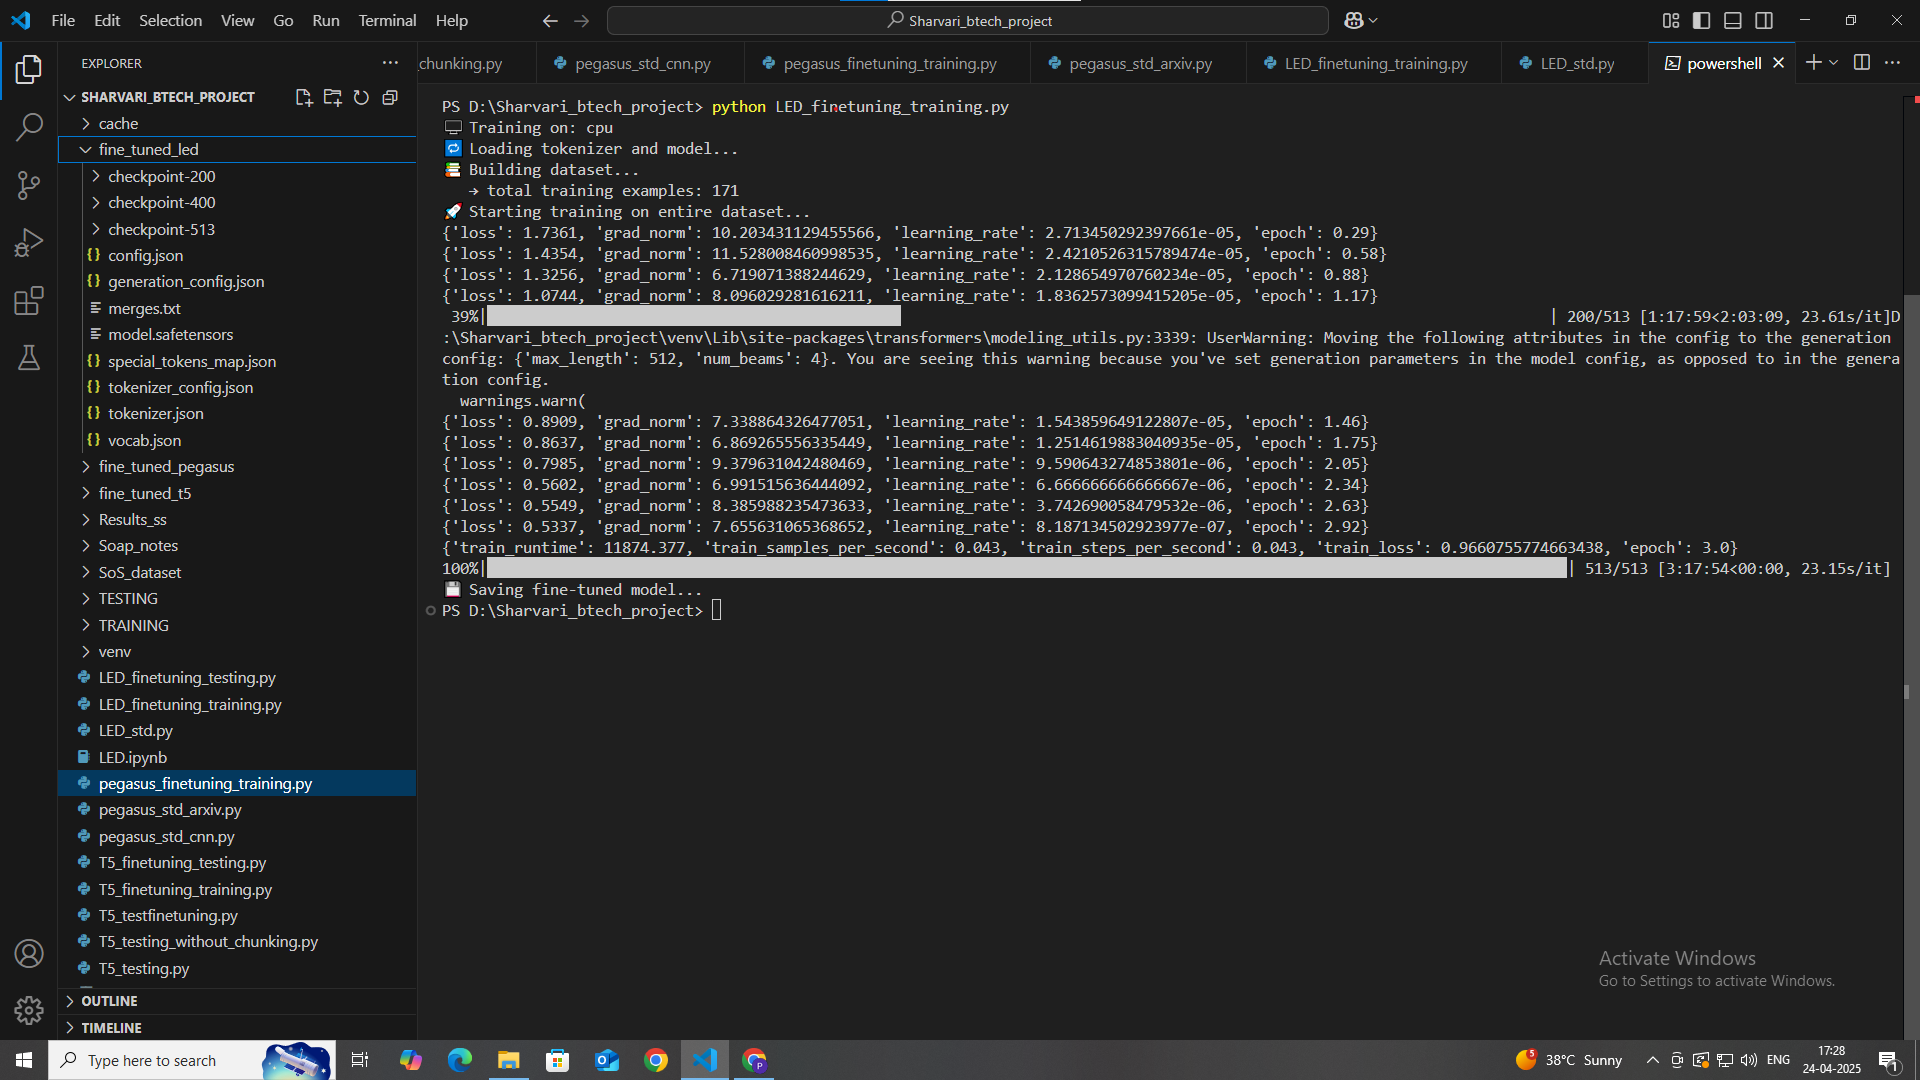 File Edit Selection View Go Run Terminal Help
Sharvari_btech_project
EXPLORER
chunking.py
pegasus_std_cnn.py
pegasus_finetuning_training.py
pegasus_std_arxiv.py
LED_finetuning_training.py
LED_std.py
powershell
SHARVARI_BTECH_PROJECT
cache
fine_tuned_led
checkpoint-200
checkpoint-400
checkpoint-513
config.json
generation_config.json
merges.txt
model.safetensors
special_tokens_map.json
tokenizer_config.json
tokenizer.json
vocab.json
fine_tuned_pegasus
fine_tuned_t5
Results_ss
Soap_notes
SoS_dataset
TESTING
TRAINING
venv
LED_finetuning_testing.py
LED_finetuning_training.py
LED_std.py
LED.ipynb
pegasus_finetuning_training.py
pegasus_std_arxiv.py
pegasus_std_cnn.py
T5_finetuning_testing.py
T5_finetuning_training.py
T5_testfinetuning.py
T5_testing_without_chunking.py
T5_testing.py
OUTLINE
TIMELINE
PS D:\Sharvari_btech_project> python LED_finetuning_training.py
Training on: cpu
Loading tokenizer and model...
Building dataset...
→ total training examples: 171
Starting training on entire dataset...
{'loss': 1.7361, 'grad_norm': 10.203431129455566, 'learning_rate': 2.713450292397661e-05, 'epoch': 0.29}
{'loss': 1.4354, 'grad_norm': 11.528008460998535, 'learning_rate': 2.4210526315789474e-05, 'epoch': 0.58}
{'loss': 1.3256, 'grad_norm': 6.719071388244629, 'learning_rate': 2.128654970760234e-05, 'epoch': 0.88}
{'loss': 1.0744, 'grad_norm': 8.096029281616211, 'learning_rate': 1.8362573099415205e-05, 'epoch': 1.17}
39%| | 200/513 [1:17:59<2:03:09, 23.61s/it]D
:\Sharvari_btech_project\venv\Lib\site-packages\transformers\modeling_utils.py:3339: UserWarning: Moving the following attributes in the config to the generation
config: {'max_length': 512, 'num_beams': 4}. You are seeing this warning because you've set generation parameters in the model config, as opposed to in the genera
tion config.
warnings.warn(
{'loss': 0.8909, 'grad_norm': 7.338864326477051, 'learning_rate': 1.543859649122807e-05, 'epoch': 1.46}
{'loss': 0.8637, 'grad_norm': 6.869265556335449, 'learning_rate': 1.2514619883040935e-05, 'epoch': 1.75}
{'loss': 0.7985, 'grad_norm': 9.379631042480469, 'learning_rate': 9.590643274853801e-06, 'epoch': 2.05}
{'loss': 0.5602, 'grad_norm': 6.991515636444092, 'learning_rate': 6.666666666666667e-06, 'epoch': 2.34}
{'loss': 0.5549, 'grad_norm': 8.385988235473633, 'learning_rate': 3.742690058479532e-06, 'epoch': 2.63}
{'loss': 0.5337, 'grad_norm': 7.655631065368652, 'learning_rate': 8.187134502923977e-07, 'epoch': 2.92}
{'train_runtime': 11874.377, 'train_samples_per_second': 0.043, 'train_steps_per_second': 0.043, 'train_loss': 0.9660755774663438, 'epoch': 3.0}
100%| | 513/513 [3:17:54<00:00, 23.15s/it]
Saving fine-tuned model...
PS D:\Sharvari_btech_project>
Activate Windows
Go to Settings to activate Windows.
Type here to search
5
38°C Sunny
ENG
17:28
24-04-2025
1